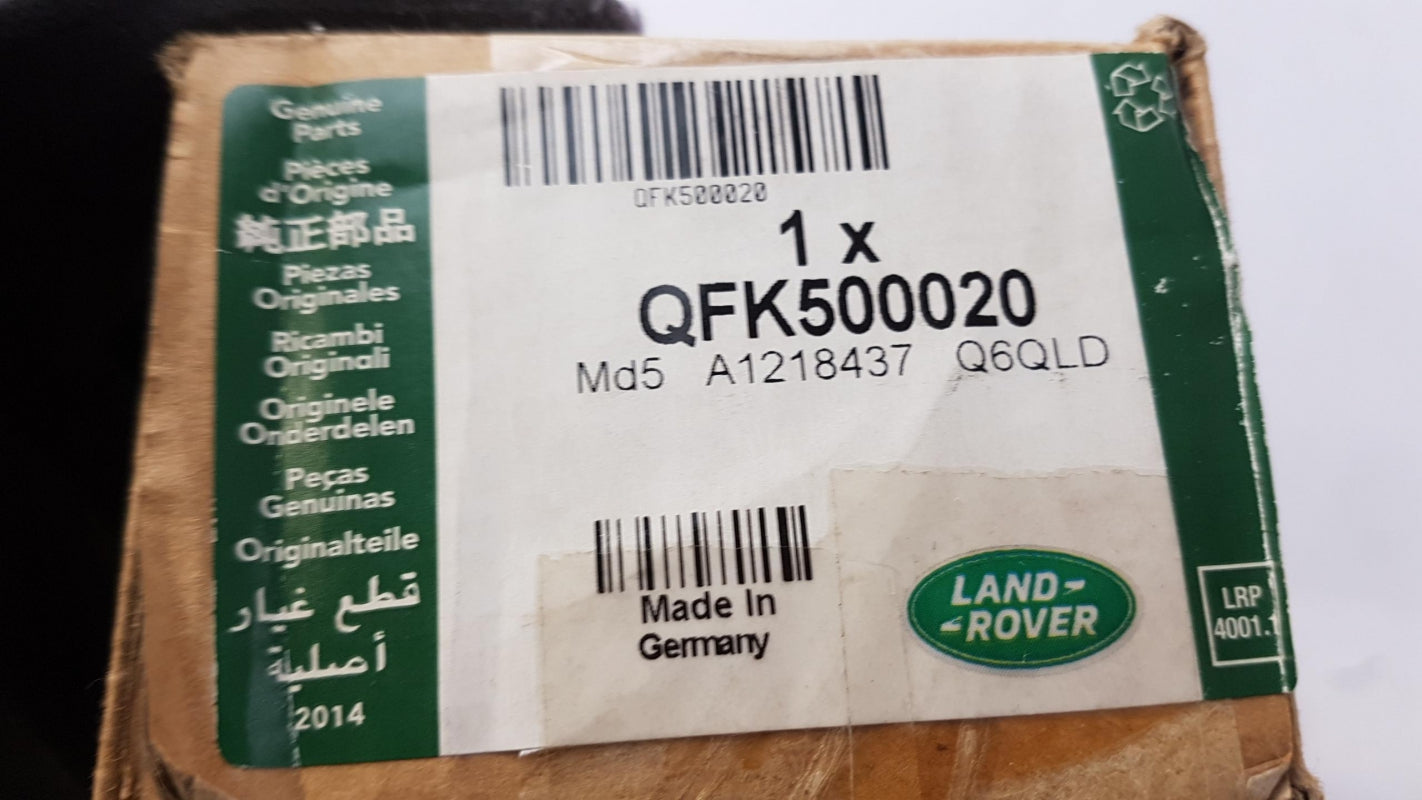 Genuine
Parts
Pièces
d'Origine
純正部品
Piezas
Originales
Ricambi
Originali
Originele
Onderdelen
Peças
Genuinas
Originalteile
قطع غيار
أصلية
2014
QFK500020
1 x
QFK500020
Md5 A1218437 Q6QLD
Made In
Germany
LAND-
-ROVER
LRP
4001.1